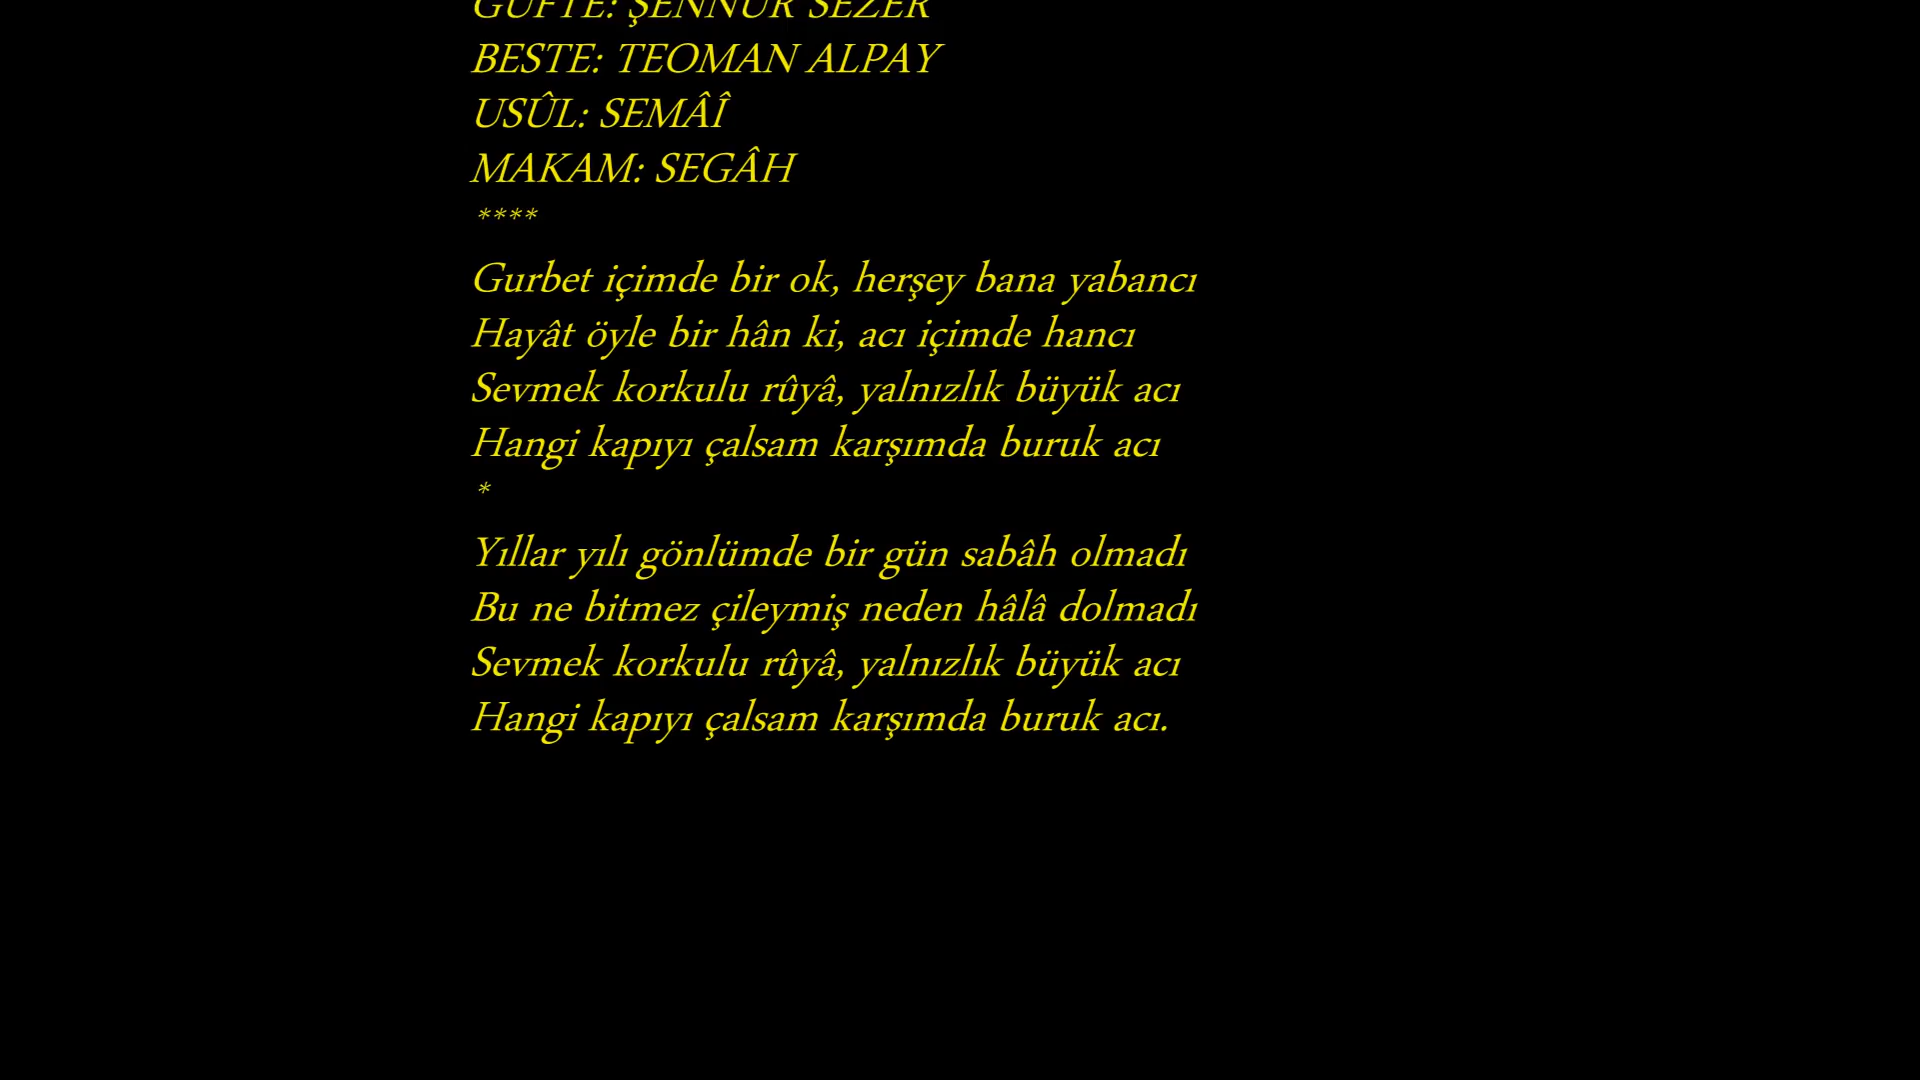 GÜFTE: ŞENNUR SEZER
BESTE: TEOMAN ALPAY
USÛL: SEMÂÎ
MAKAM: SEGÂH
****
Gurbet içimde bir ok, herşey bana yabancı
Hayât öyle bir hân ki, acı içimde hancı
Sevmek korkulu rûyâ, yalnızlık büyük acı
Hangi kapıyı çalsam karşımda buruk acı
*
Yıllar yılı gönlümde bir gün sabâh olmadı
Bu ne bitmez çileymiş neden hâlâ dolmadı
Sevmek korkulu rûyâ, yalnızlık büyük acı
Hangi kapıyı çalsam karşımda buruk acı.